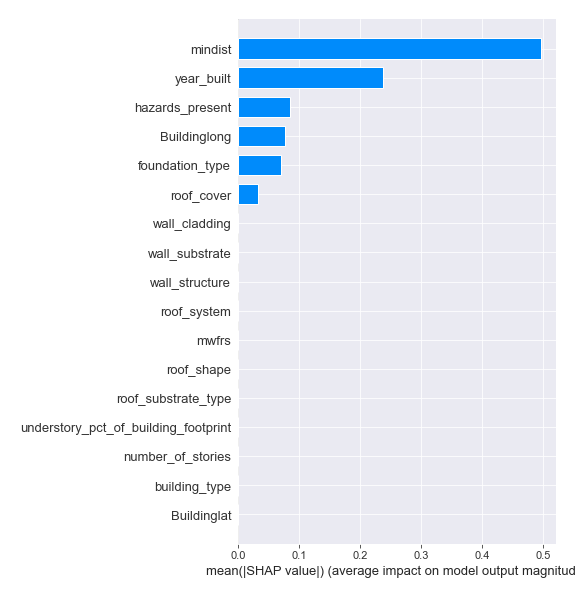 mindist
year_built
hazards_present
Buildinglong
foundation_type
roof_cover
wall_cladding
wall_substrate
wall_structure
roof_system
mwfrs
roof_shape
roof_substrate_type
understory_pct_of_building_footprint
number_of_stories
building_type
Buildinglat
0.0 0.1 0.2 0.3 0.4 0.5
mean(|SHAP value|) (average impact on model output magnitud